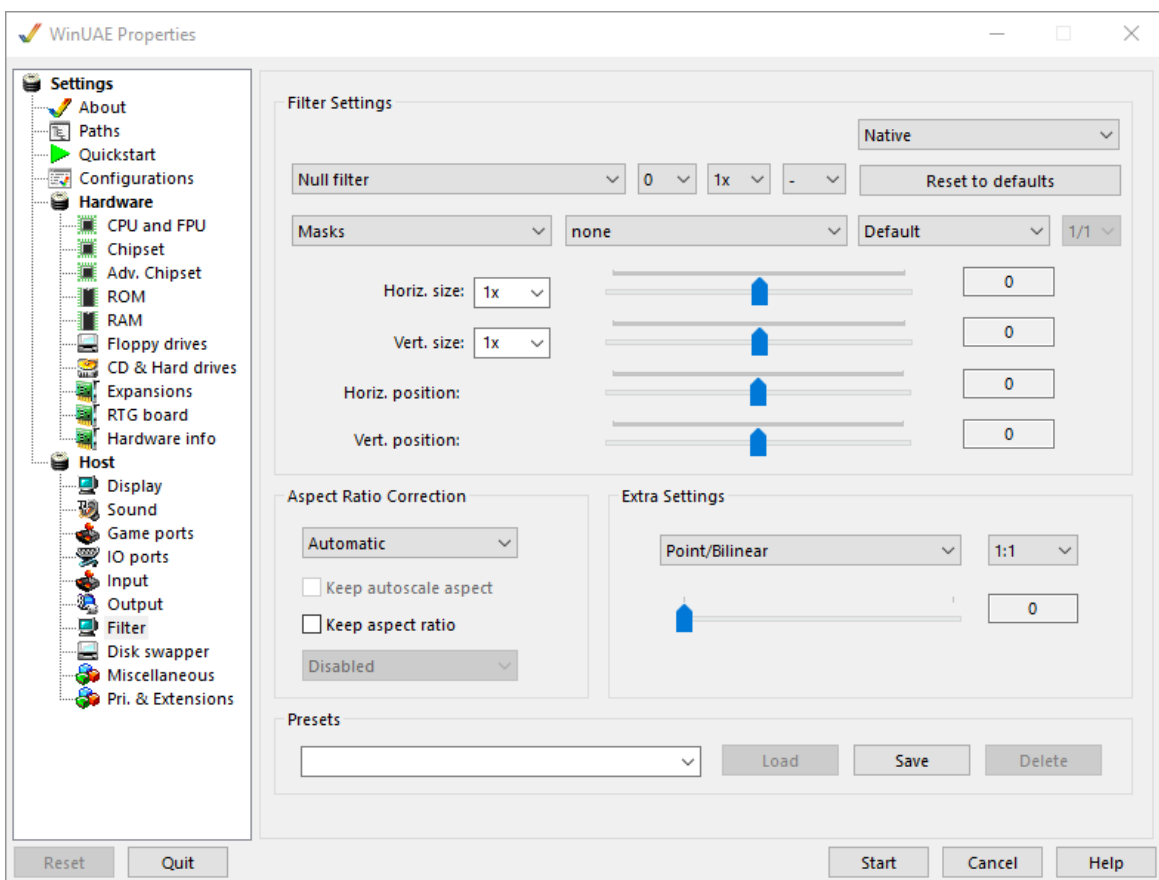 WinUAE Properties
Settings
About
Paths
Quickstart
Configurations
Hardware
CPU and FPU
Chipset
Adv. Chipset
ROM
RAM
Floppy drives
CD & Hard drives
Expansions
RTG board
Hardware info
Host
Display
Sound
Game ports
IO ports
Input
Output
Filter
Disk swapper
Miscellaneous
Pri. & Extensions
Filter Settings
Native
Null filter 0 1x - Reset to defaults
Masks none Default 1/1
Horiz. size: 1x 0
Vert. size: 1x 0
Horiz. position: 0
Vert. position: 0
Aspect Ratio Correction
Automatic
Keep autoscale aspect
Keep aspect ratio
Disabled
Extra Settings
Point/Bilinear 1:1
0
Presets
Load Save Delete
Reset Quit Start Cancel Help